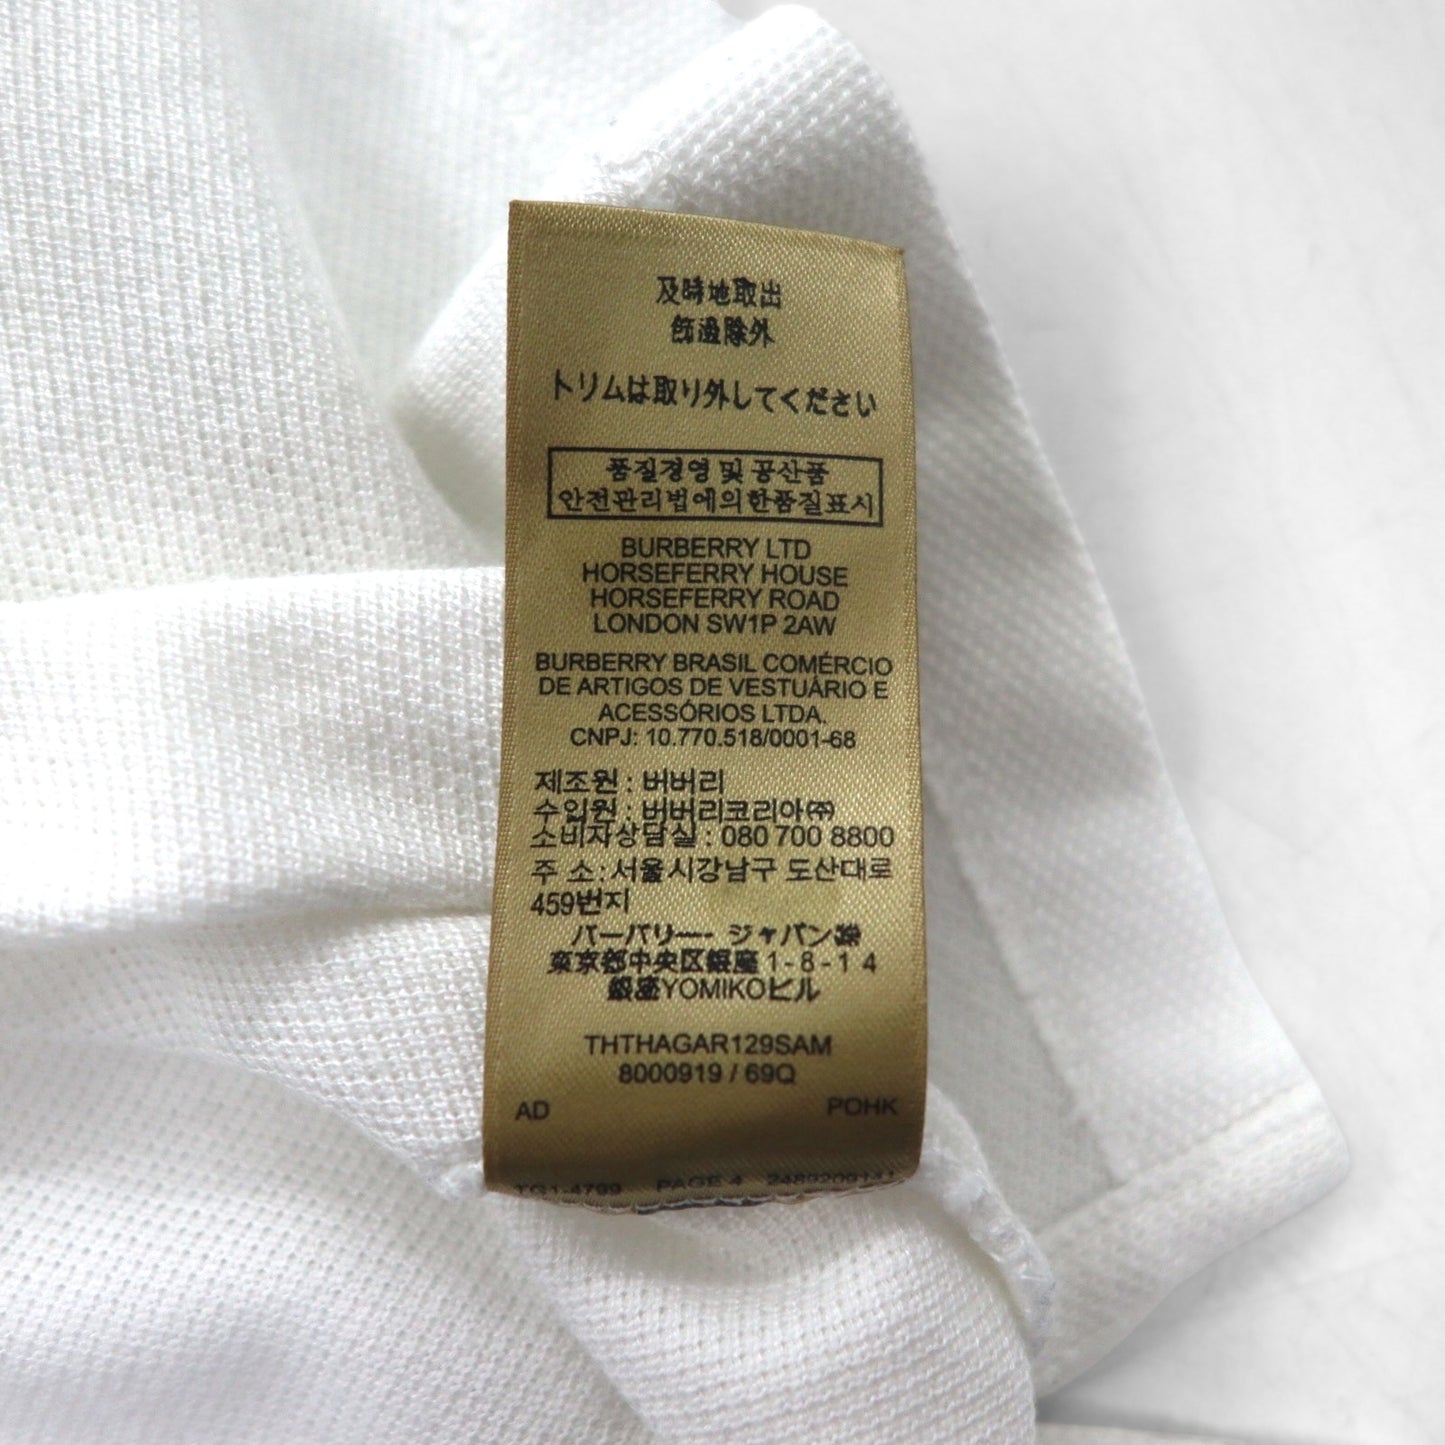 及時地取出
飾邊除外
トリムは取り外してください
품질경영 및 공산품
안전관리법에의한품질표시
BURBERRY LTD
HORSEFERRY HOUSE
HORSEFERRY ROAD
LONDON SW1P 2AW
BURBERRY BRASIL COMÉRCIO
DE ARTIGOS DE VESTUÁRIO E
ACESSÓRIOS LTDA.
CNPJ: 10.770.518/0001-68
제조원 : 버버리
수입원 : 버버리코리아㈜
소비자상담실 : 080 700 8800
주 소 : 서울시강남구 도산대로
459번지
バーバリー・ジャパン㈱
東京都中央区銀座 1-8-14
銀座YOMIKOビル
THTHAGAR129SAM
8000919 / 69Q
AD POHK
TG1-4799 PAGE 4 2489209141